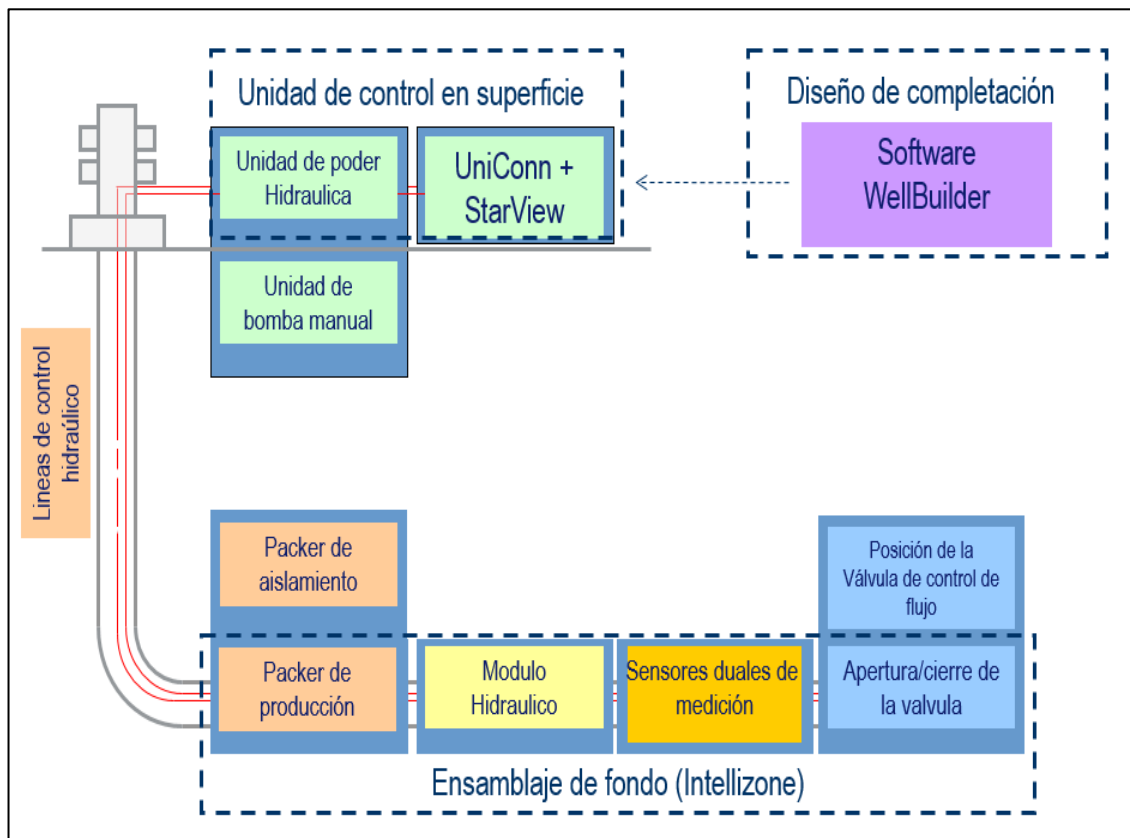 Unidad de control en superficie
Unidad de poder
Hidraulica
UniConn +
StarView
Unidad de
bomba manual
Diseño de completación
Software
WellBuilder
Lineas de control
hidraúlico
Packer de
aislamiento
Posición de la
Válvula de control de
flujo
Packer de
producción
Modulo
Hidraulico
Sensores duales de
medición
Apertura/cierre de
la valvula
Ensamblaje de fondo (Intellizone)